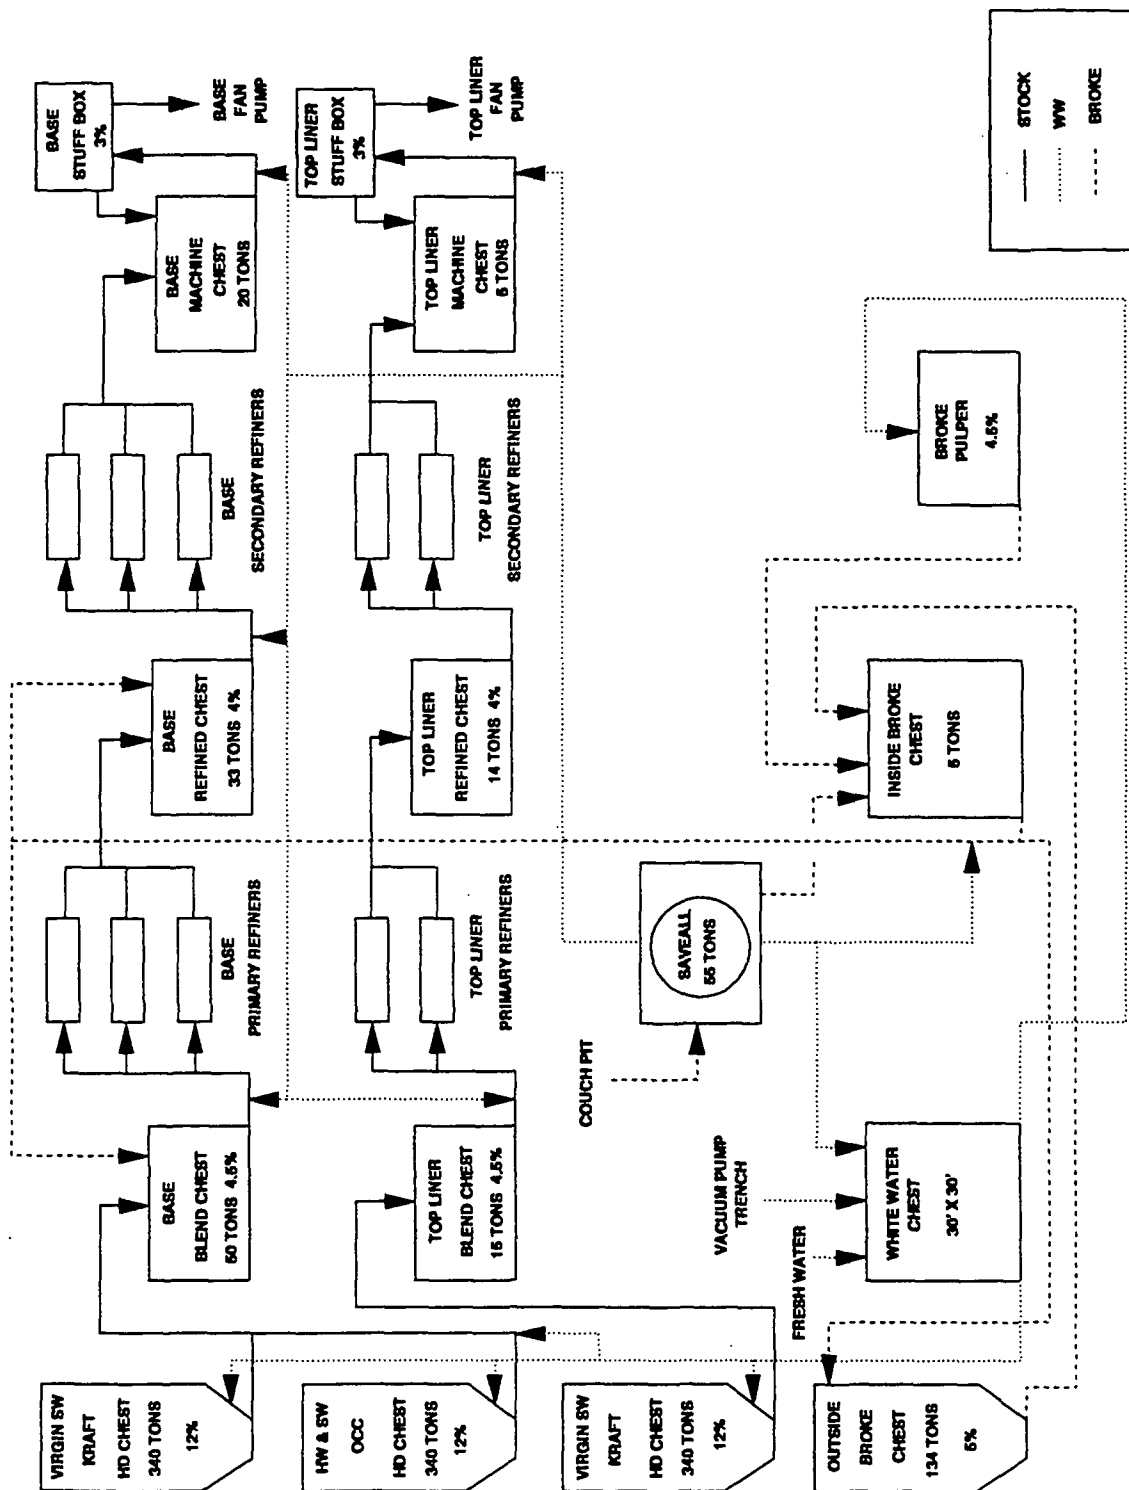 VIRGIN SW
KRAFT
HD CHEST
340 TONS
12%
HW & SW
OCC
HD CHEST
340 TONS
12%
VIRGIN SW
KRAFT
HD CHEST
340 TONS
12%
OUTSIDE
BROKE
CHEST
134 TONS
5%
BASE
BLEND CHEST
50 TONS 4.5%
TOP LINER
BLEND CHEST
15 TONS 4.5%
FRESH WATER
VACUUM PUMP
TRENCH
WHITE WATER
CHEST
30' X 30'
BASE
PRIMARY REFINERS
TOP LINER
PRIMARY REFINERS
COUCH PIT
SAVEALL
55 TONS
BASE
REFINED CHEST
33 TONS 4%
TOP LINER
REFINED CHEST
14 TONS 4%
INSIDE BROKE
CHEST
5 TONS
BASE
SECONDARY REFINERS
TOP LINER
SECONDARY REFINERS
BROKE
PULPER
4.5%
BASE
MACHINE
CHEST
20 TONS
TOP LINER
MACHINE
CHEST
5 TONS
BASE
STUFF BOX
3%
BASE
FAN
PUMP
TOP LINER
STUFF BOX
3%
TOP LINER
FAN
PUMP
STOCK
WW
BROKE